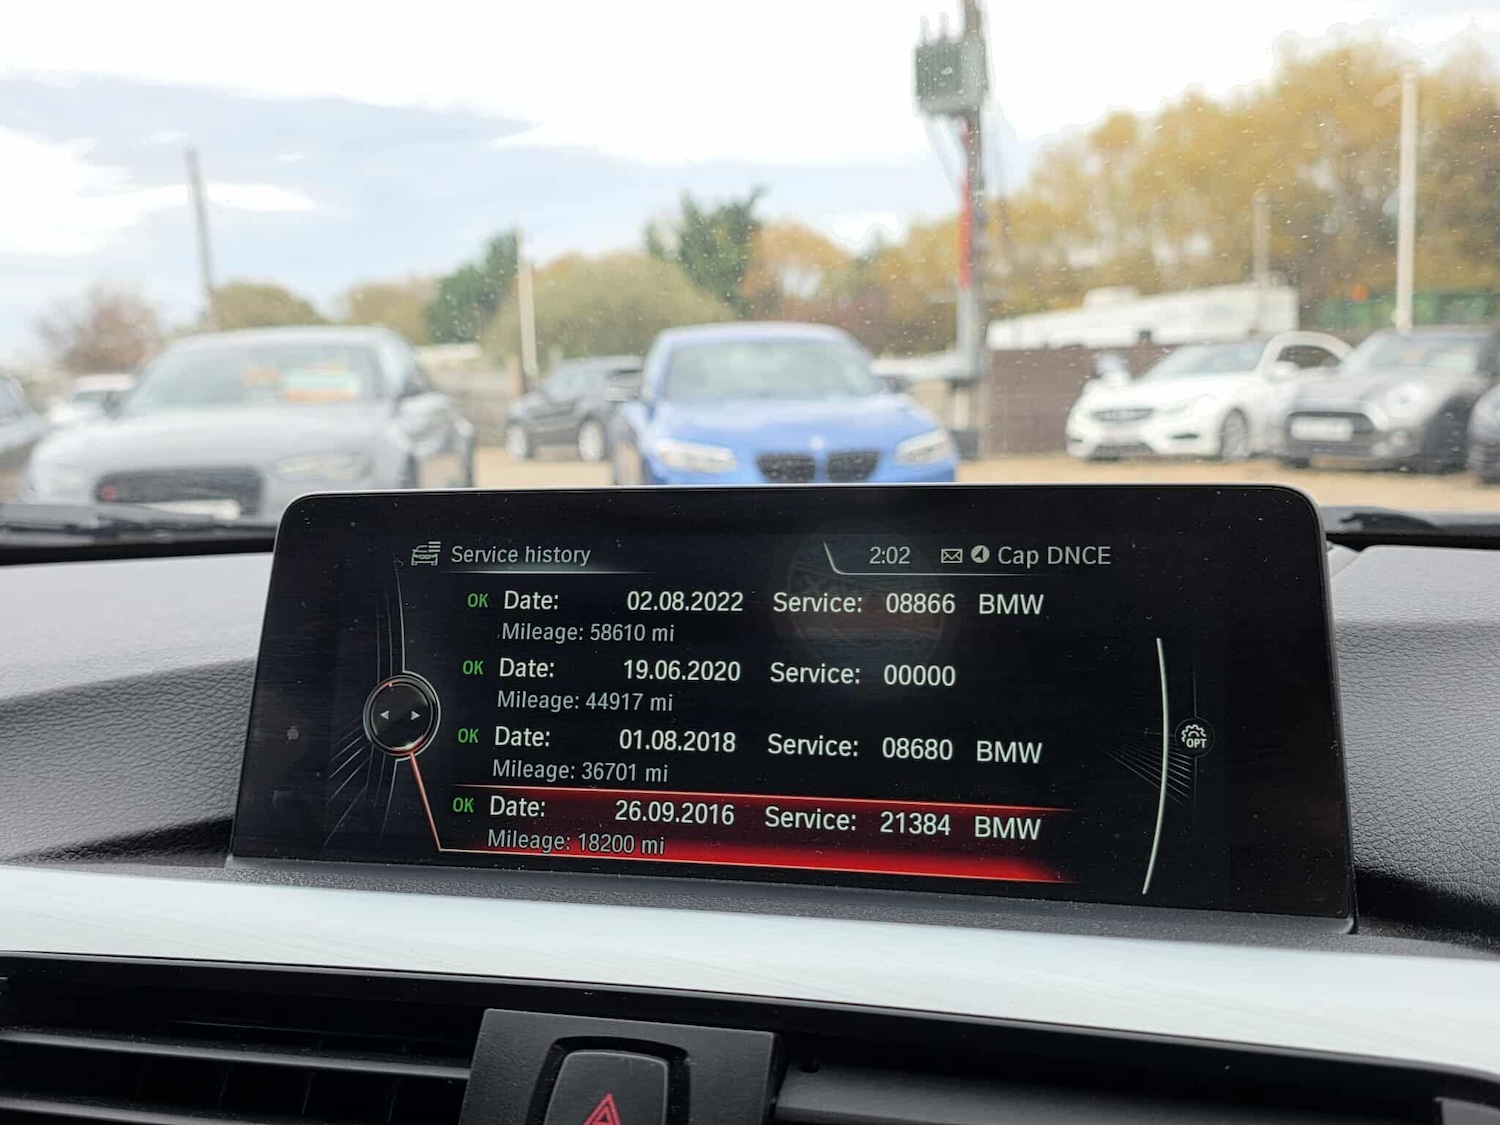 Service history 2:02 Cap DNCE
OK Date: 02.08.2022 Service: 08866 BMW
Mileage: 58610 mi
OK Date: 19.06.2020 Service: 00000
Mileage: 44917 mi
OK Date: 01.08.2018 Service: 08680 BMW
Mileage: 36701 mi
OPT
OK Date: 26.09.2016 Service: 21384 BMW
Mileage: 18200 mi